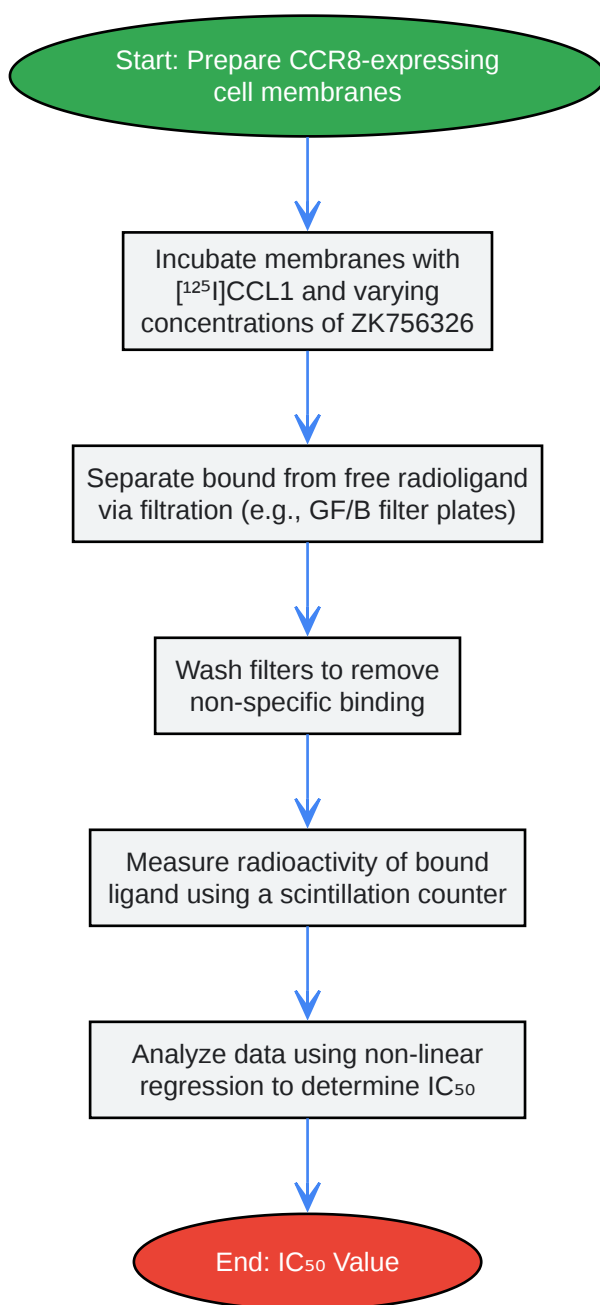 Start: Prepare CCR8-expressing
cell membranes
Incubate membranes with
[¹²⁵I]CCL1 and varying
concentrations of ZK756326
Separate bound from free radioligand
via filtration (e.g., GF/B filter plates)
Wash filters to remove
non-specific binding
Measure radioactivity of bound
ligand using a scintillation counter
Analyze data using non-linear
regression to determine IC₅₀
End: IC₅₀ Value